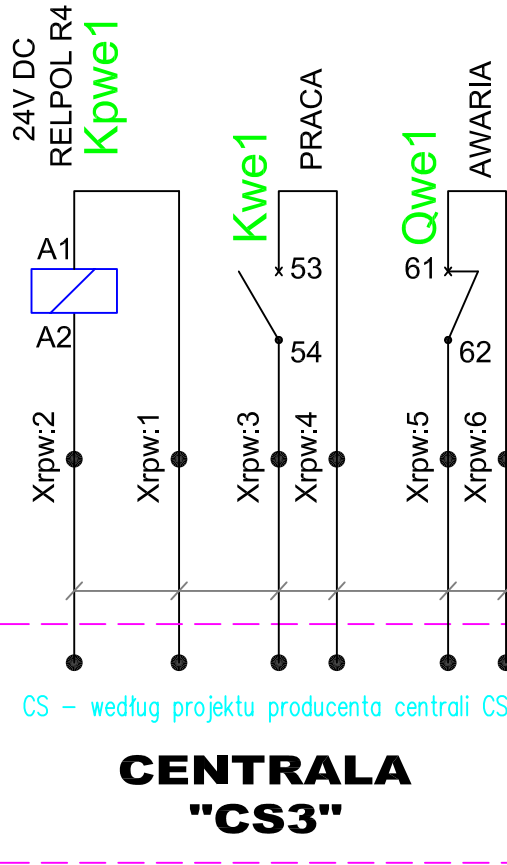 24V DC
RELPOL R4
Kpwe1
Kwe1
PRACA
Qwe1
AWARIA
A1
A2
53
54
61
62
Xrpw:2
Xrpw:1
Xrpw:3
Xrpw:4
Xrpw:5
Xrpw:6
CS – według projektu producenta centrali CS
CENTRALA
"CS3"